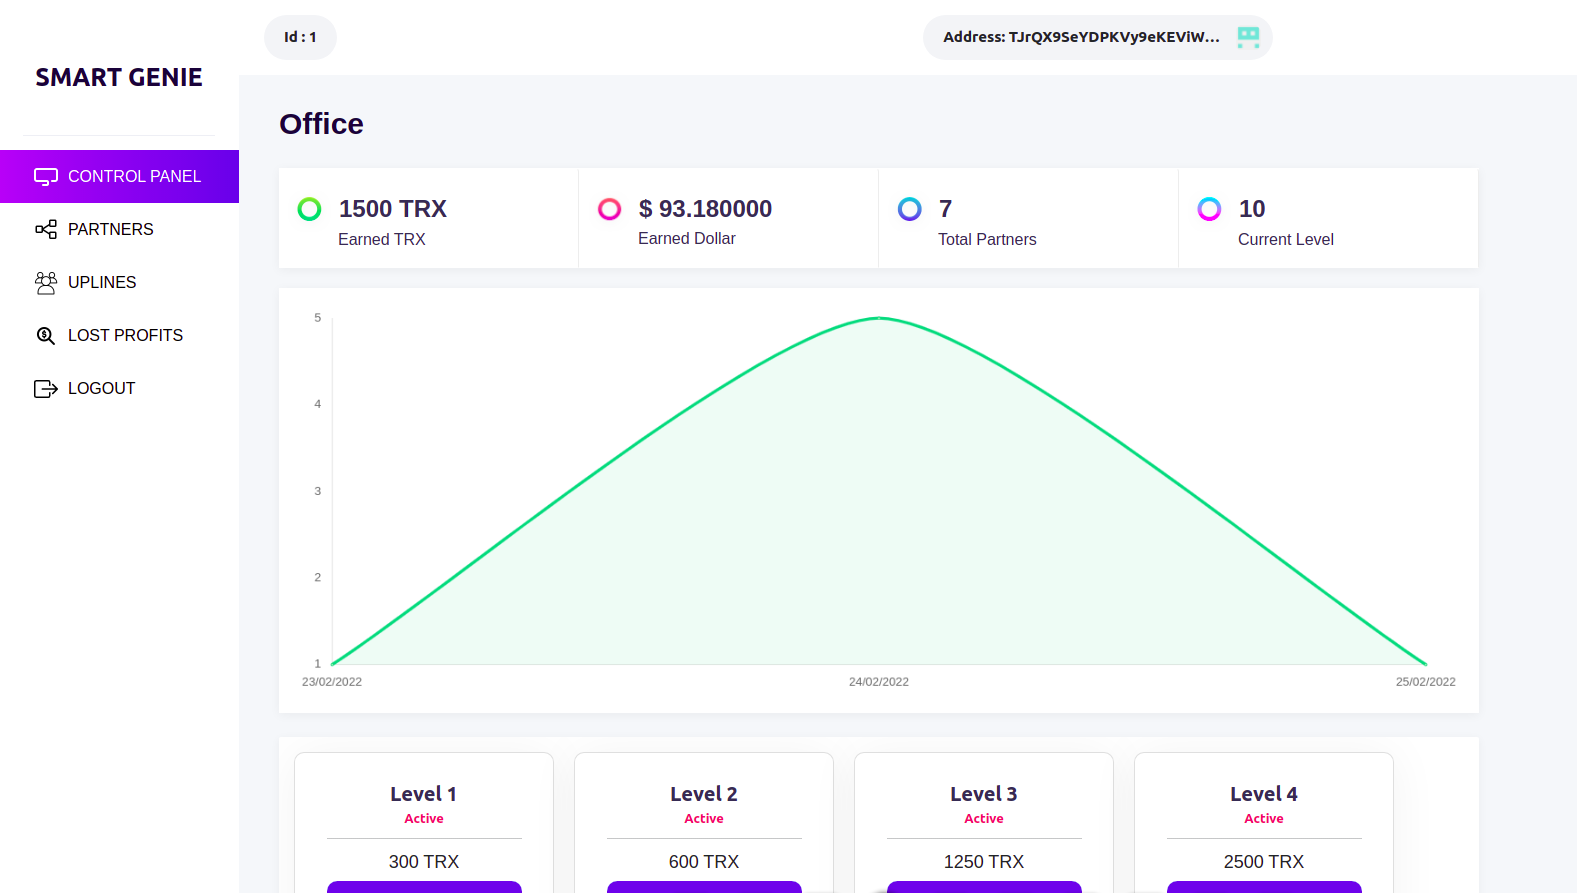 Id : 1
Address: TJrQX9SeYDPKVy9eKEViW...
SMART GENIE
CONTROL PANEL
PARTNERS
UPLINES
LOST PROFITS
LOGOUT
Office
1500 TRX
Earned TRX
$ 93.180000
Earned Dollar
7
Total Partners
10
Current Level
5
4
3
2
1
23/02/2022
24/02/2022
25/02/2022
Level 1
Active
300 TRX
Level 2
Active
600 TRX
Level 3
Active
1250 TRX
Level 4
Active
2500 TRX